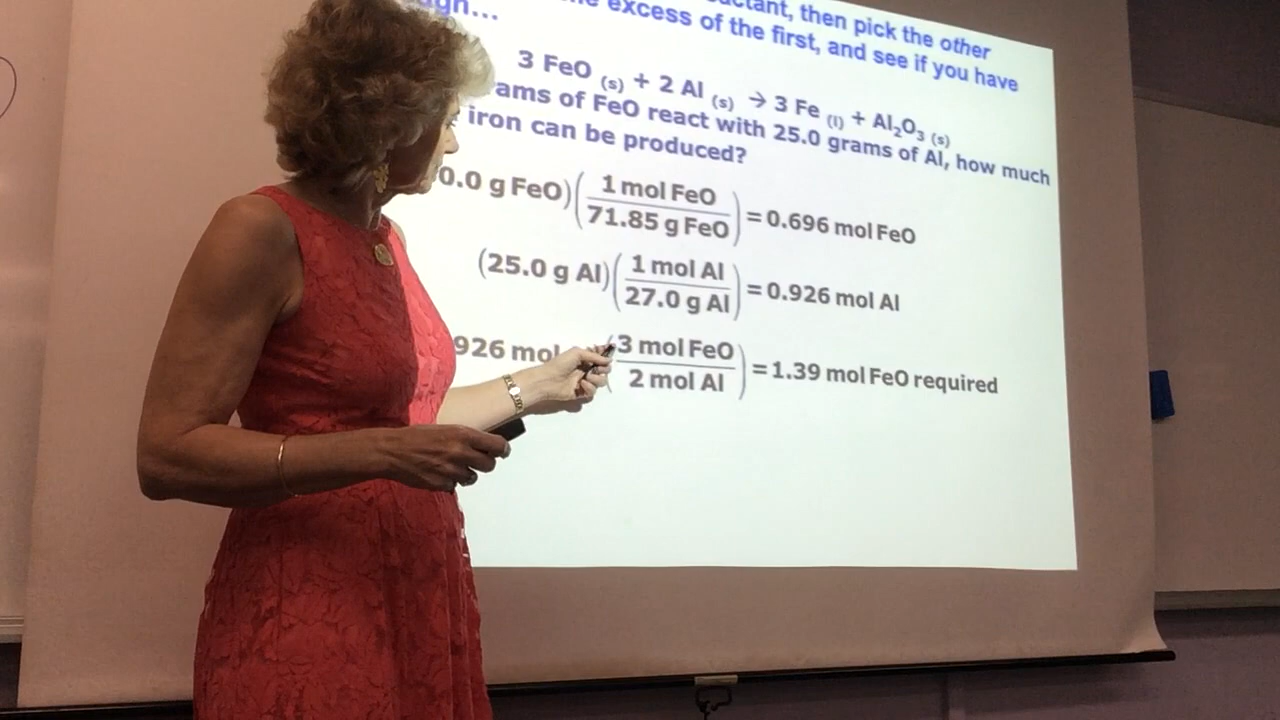 then pick the other
excess of the first, and see if you have
3 FeO (s) + 2 Al (s) → 3 Fe (l) + Al₂O₃ (s)
of FeO react with 25.0 grams of Al, how much
iron can be produced?
0.0 g FeO) (1 mol FeO / 71.85 g FeO) = 0.696 mol FeO
(25.0 g Al) (1 mol Al / 27.0 g Al) = 0.926 mol Al
926 mol (3 mol FeO / 2 mol Al) = 1.39 mol FeO required